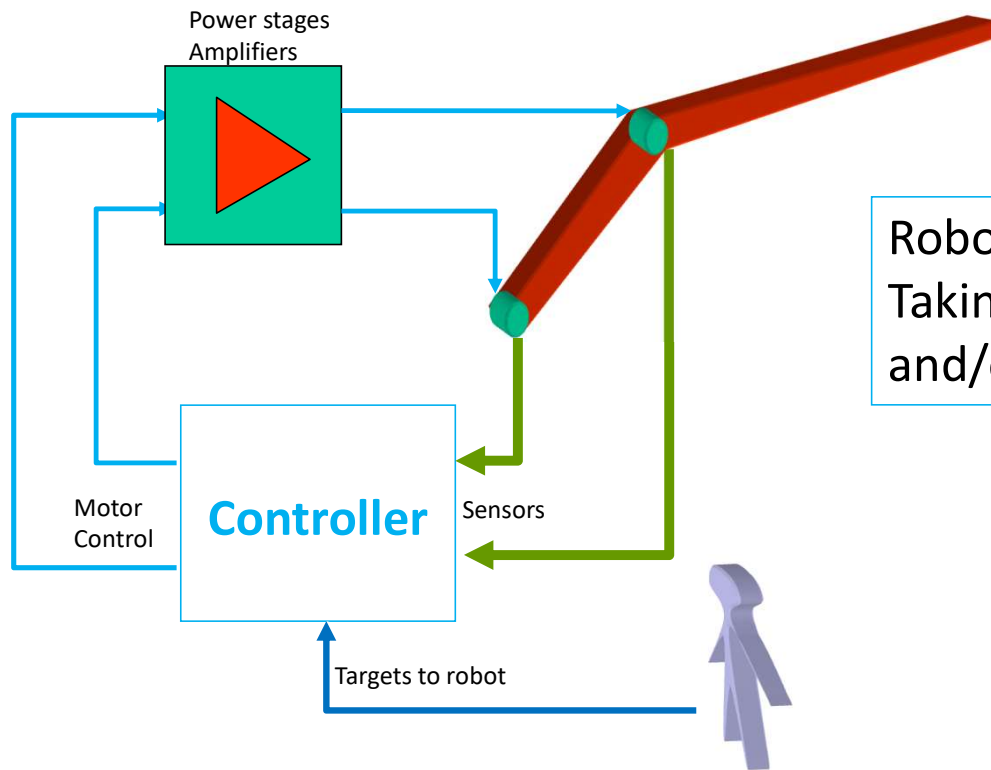 Power stages
Amplifiers
Motor
Control
Controller
Sensors
Targets to robot